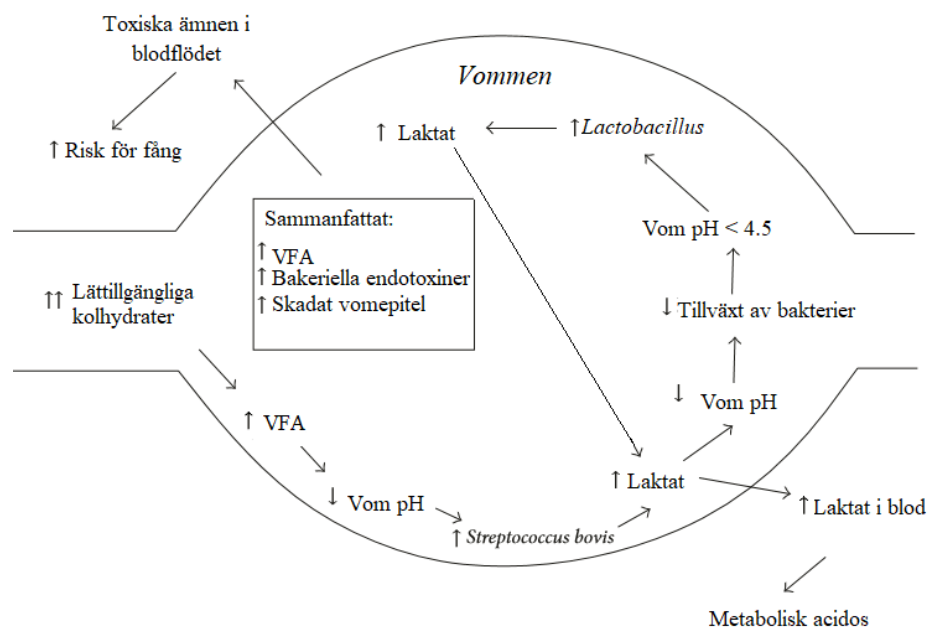 Toxiska ämnen i
blodflödet
↑ Risk för fång
Vommen
↑ Laktat
↑ Lactobacillus
Sammanfattat:
↑ VFA
↑ Bakeriella endotoxiner
↑ Skadat vomepitel
Vom pH < 4.5
↑↑ Lättillgängliga
kolhydrater
↓ Tillväxt av bakterier
↑ VFA
↓ Vom pH
↓ Vom pH
↑ Streptococcus bovis
↑ Laktat
↑ Laktat i blod
Metabolisk acidos